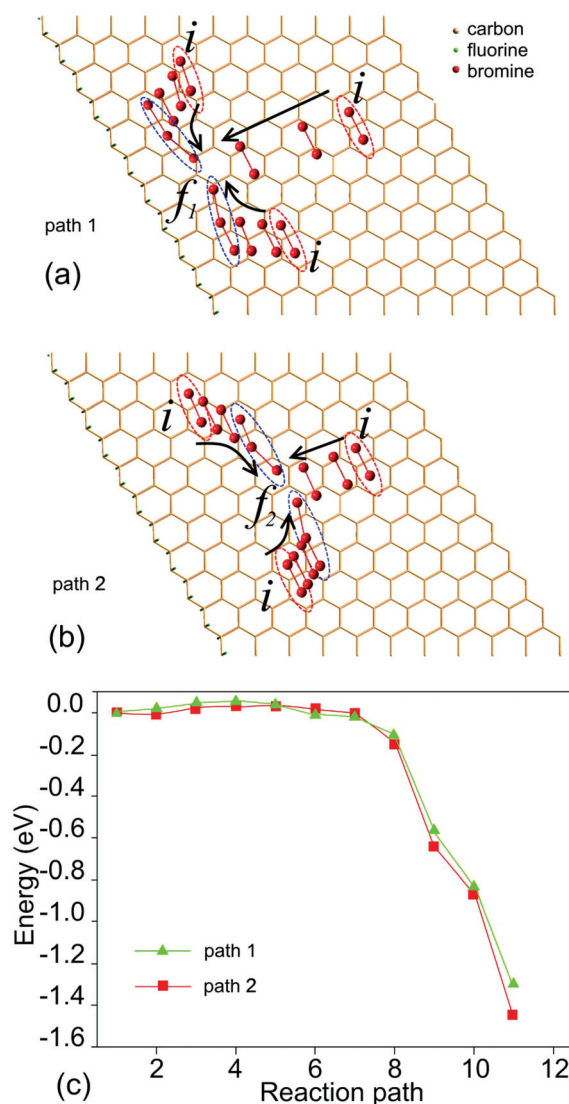 i
carbon
fluorine
bromine
i
f1
i
path 1
(a)
i
i
f2
i
path 2
(b)
0.0
-0.2
-0.4
-0.6
-0.8
-1.0
-1.2
-1.4
-1.6
Energy (eV)
path 1
path 2
2 4 6 8 10 12
(c)
Reaction path